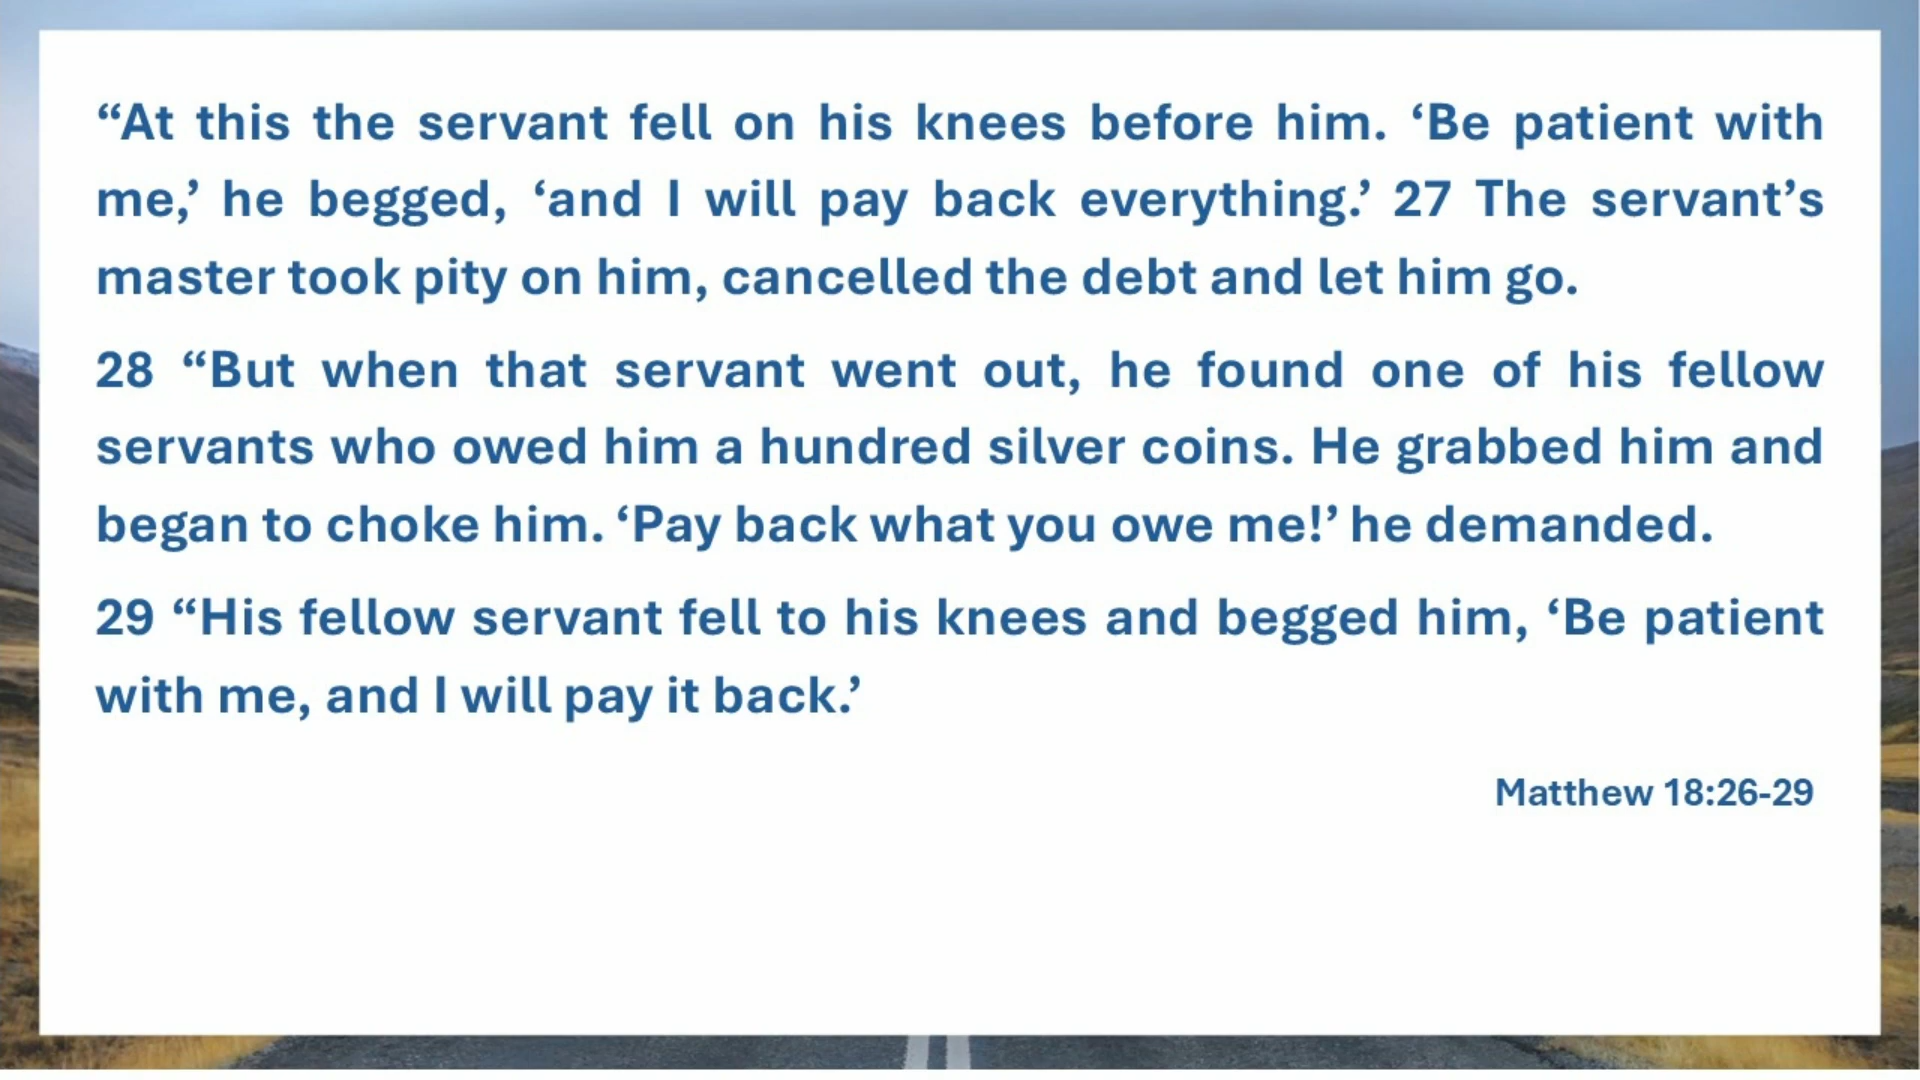 “At this the servant fell on his knees before him. ‘Be patient with
me,’ he begged, ‘and I will pay back everything.’ 27 The servant’s
master took pity on him, cancelled the debt and let him go.
28 “But when that servant went out, he found one of his fellow
servants who owed him a hundred silver coins. He grabbed him and
began to choke him. ‘Pay back what you owe me!’ he demanded.
29 “His fellow servant fell to his knees and begged him, ‘Be patient
with me, and I will pay it back.’
Matthew 18:26-29